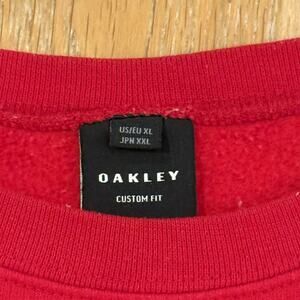 US/EU XL
JPN XXL
OAKLEY
CUSTOM FIT